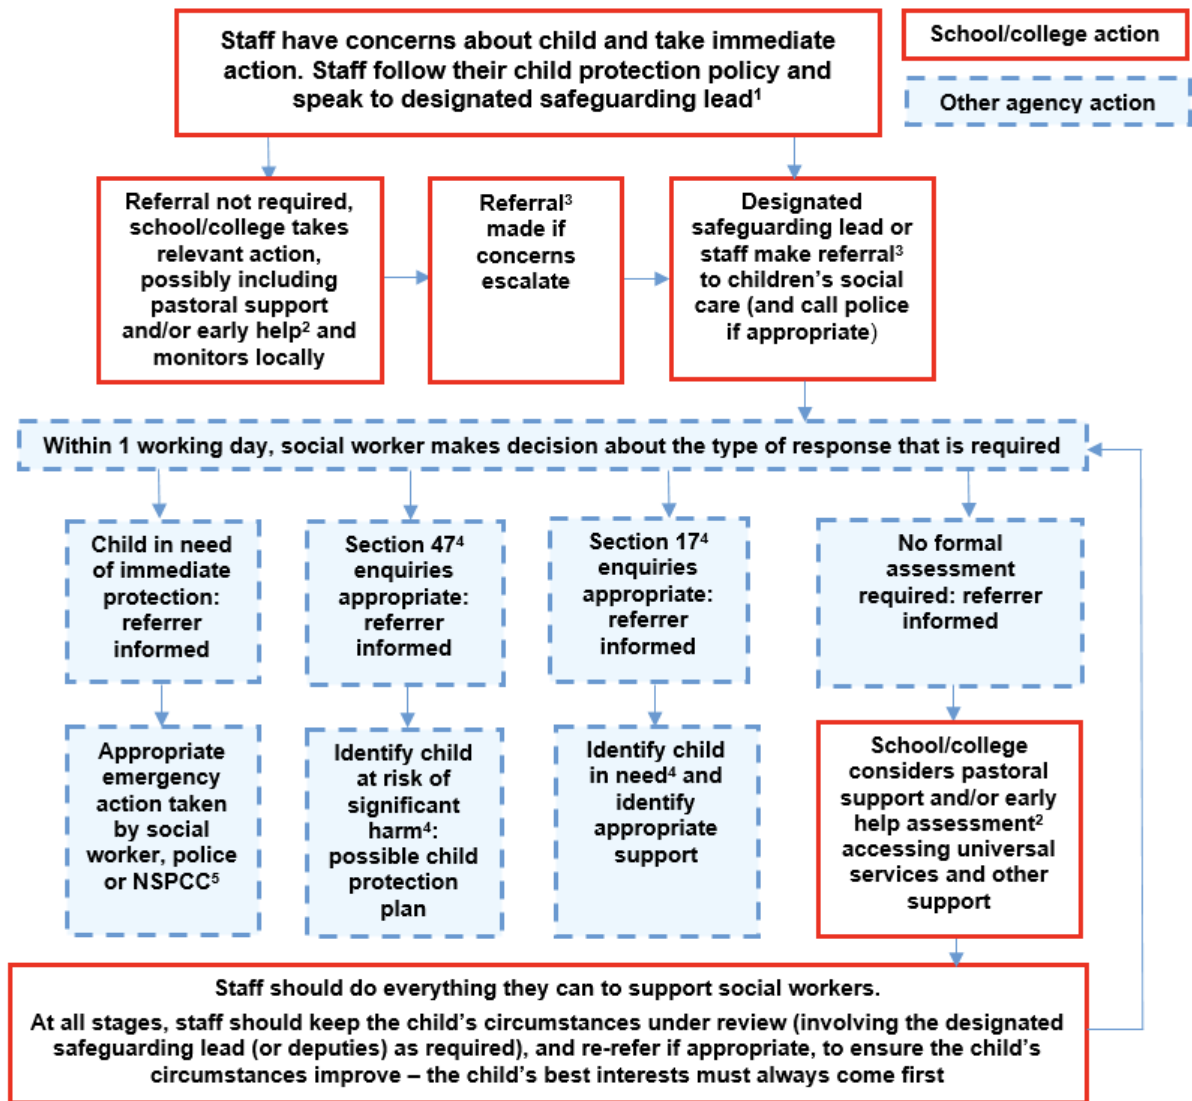 Staff have concerns about child and take immediate
action. Staff follow their child protection policy and
speak to designated safeguarding lead¹
School/college action
Other agency action
Referral not required,
school/college takes
relevant action,
possibly including
pastoral support
and/or early help² and
monitors locally
Referral³
made if
concerns
escalate
Designated
safeguarding lead or
staff make referral³
to children’s social
care (and call police
if appropriate)
Within 1 working day, social worker makes decision about the type of response that is required
Child in need
of immediate
protection:
referrer
informed
Section 47⁴
enquiries
appropriate:
referrer
informed
Section 17⁴
enquiries
appropriate:
referrer
informed
No formal
assessment
required: referrer
informed
Appropriate
emergency
action taken
by social
worker, police
or NSPCC⁵
Identify child
at risk of
significant
harm⁴:
possible child
protection
plan
Identify child
in need⁴ and
identify
appropriate
support
School/college
considers pastoral
support and/or early
help assessment²
accessing universal
services and other
support
Staff should do everything they can to support social workers.
At all stages, staff should keep the child’s circumstances under review (involving the designated
safeguarding lead (or deputies) as required), and re-refer if appropriate, to ensure the child’s
circumstances improve – the child’s best interests must always come first